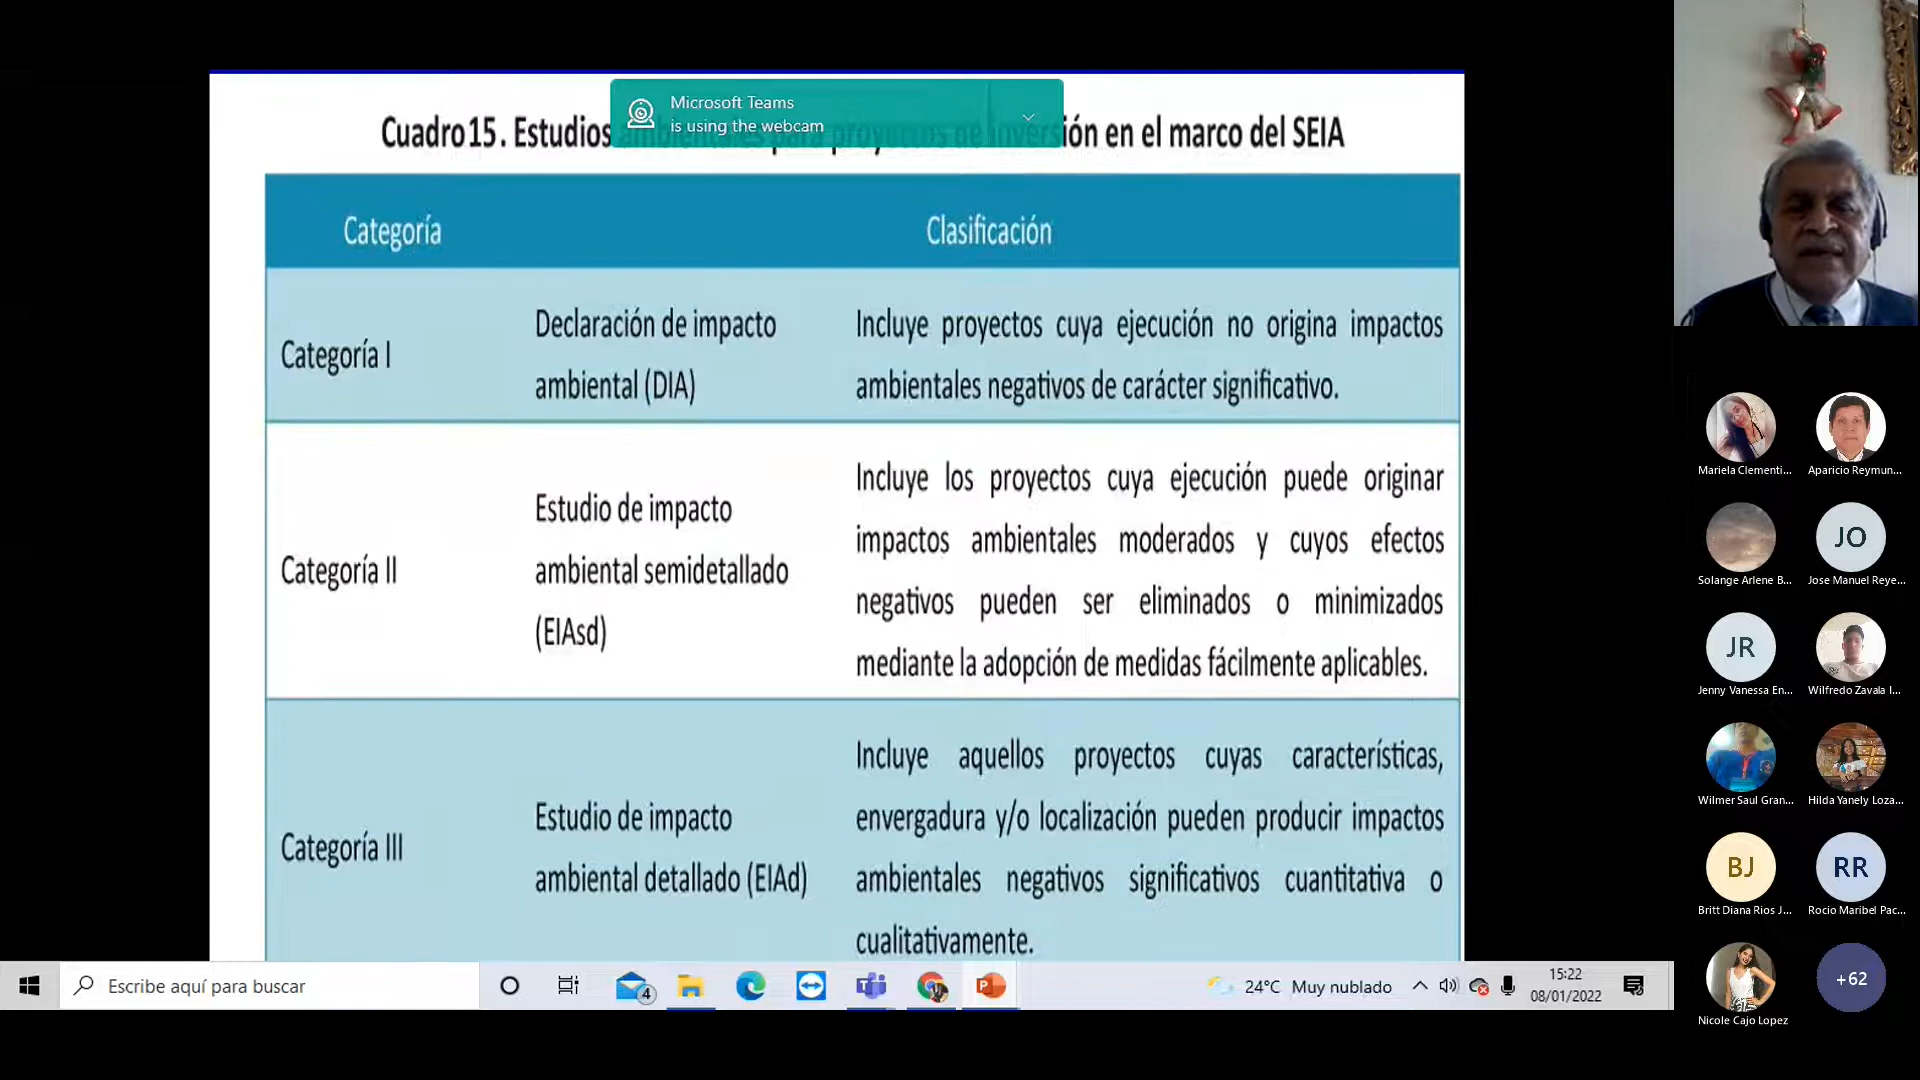 Cuadro 15. Estudios ambientales para proyectos de inversión en el marco del SEIA
Microsoft Teams
is using the webcam
Categoría
Clasificación
Categoría I
Declaración de impacto
ambiental (DIA)
Incluye proyectos cuya ejecución no origina impactos
ambientales negativos de carácter significativo.
Categoría II
Estudio de impacto
ambiental semidetallado
(EIAsd)
Incluye los proyectos cuya ejecución puede originar
impactos ambientales moderados y cuyos efectos
negativos pueden ser eliminados o minimizados
mediante la adopción de medidas fácilmente aplicables.
Categoría III
Estudio de impacto
ambiental detallado (EIAd)
Incluye aquellos proyectos cuyas características,
envergadura y/o localización pueden producir impactos
ambientales negativos significativos cuantitativa o
cualitativamente.
Mariela Clementi...
Aparicio Reymun...
JO
Solange Arlene B...
Jose Manuel Reye...
JR
Jenny Vanessa En...
Wilfredo Zavala I...
Wilmer Saul Gran...
Hilda Yanely Loza...
BJ
RR
Britt Diana Rios J...
Rocio Maribel Pac...
+62
Nicole Cajo Lopez
Escribe aquí para buscar
4
24°C Muy nublado
15:22
08/01/2022